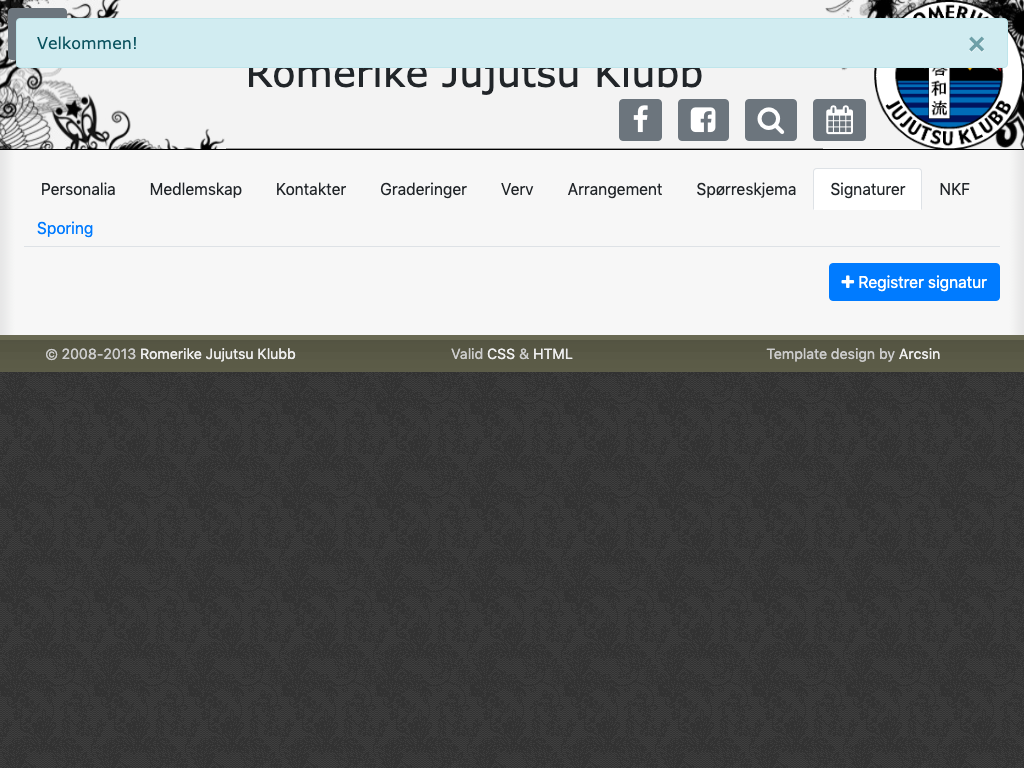 Velkommen!
×
Romerike Jujutsu Klubb
ROMERIKE
啓和流
JUJUTSU KLUBB
Personalia Medlemskap Kontakter Graderinger Verv Arrangement Spørreskjema Signaturer NKF
Sporing
Registrer signatur
© 2008-2013 Romerike Jujutsu Klubb Valid CSS & HTML Template design by Arcsin